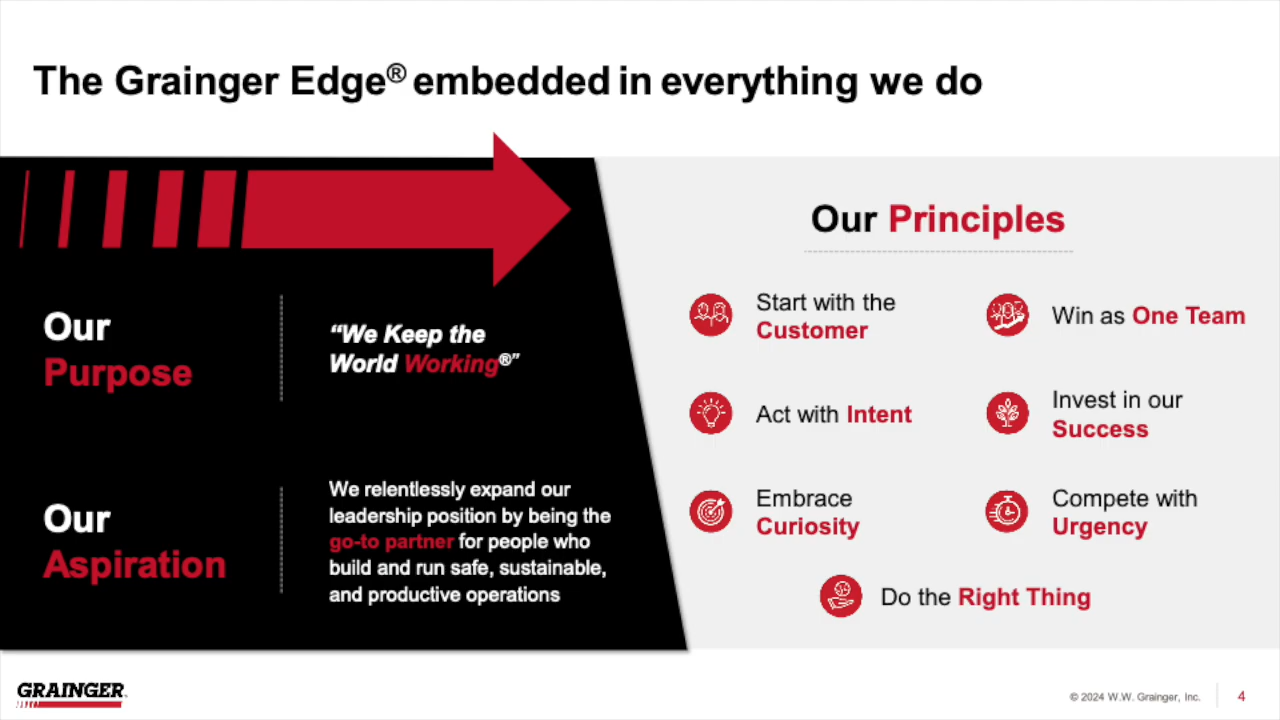 The Grainger Edge® embedded in everything we do
Our
Purpose
“We Keep the
World Working®”
Our
Aspiration
We relentlessly expand our
leadership position by being the
go-to partner for people who
build and run safe, sustainable,
and productive operations
Our Principles
Start with the
Customer
Win as One Team
Act with Intent
Invest in our
Success
Embrace
Curiosity
Compete with
Urgency
Do the Right Thing
GRAINGER
© 2024 W.W. Grainger, Inc.
4